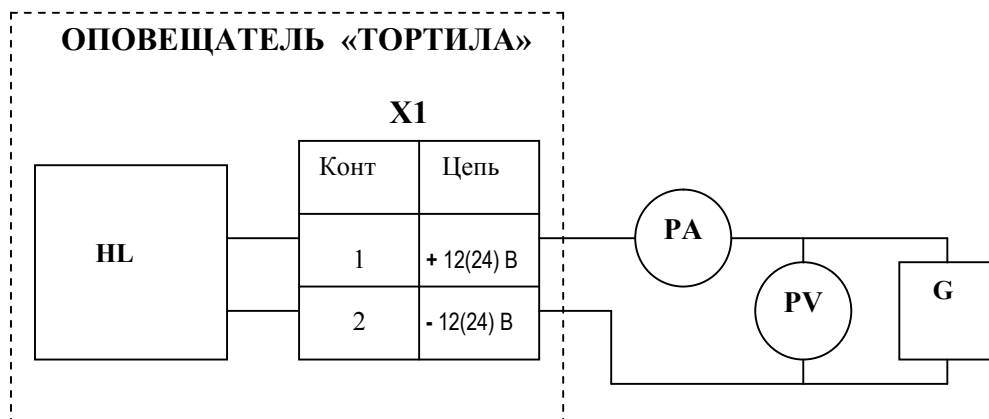 ОПОВЕЩАТЕЛЬ «ТОРТИЛА»
X1
Конт Цепь
HL
1 + 12(24) В
2 - 12(24) В
PA
PV
G